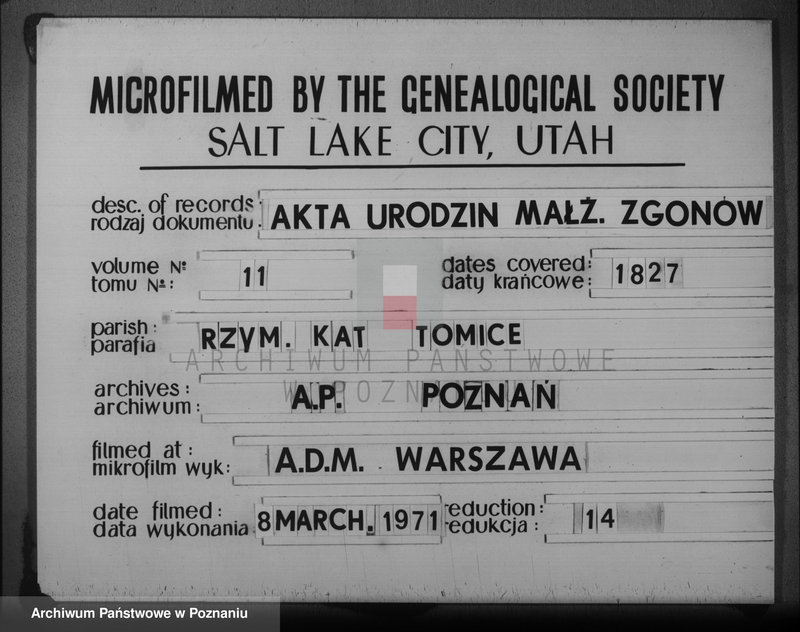 MICROFILMED BY THE GENEALOGICAL SOCIETY
SALT LAKE CITY, UTAH
desc. of records: AKTA URODZIN MAŁŻ. ZGONÓW
rodzaj dokumentu:
volume No 11
tomu No:
dates covered: 1827
daty krańcowe:
parish: RZYM. KAT TOMICE
parafia
ARCHIWUM PAŃSTWOWE
W POZNANIU
archives: A.P. POZNAŃ
archiwum:
filmed at: A.D.M. WARSZAWA
mikrofilm wyk:
date filmed: 8 MARCH. 1971
data wykonania
reduction: 14
redukcja:
Archiwum Państwowe w Poznaniu